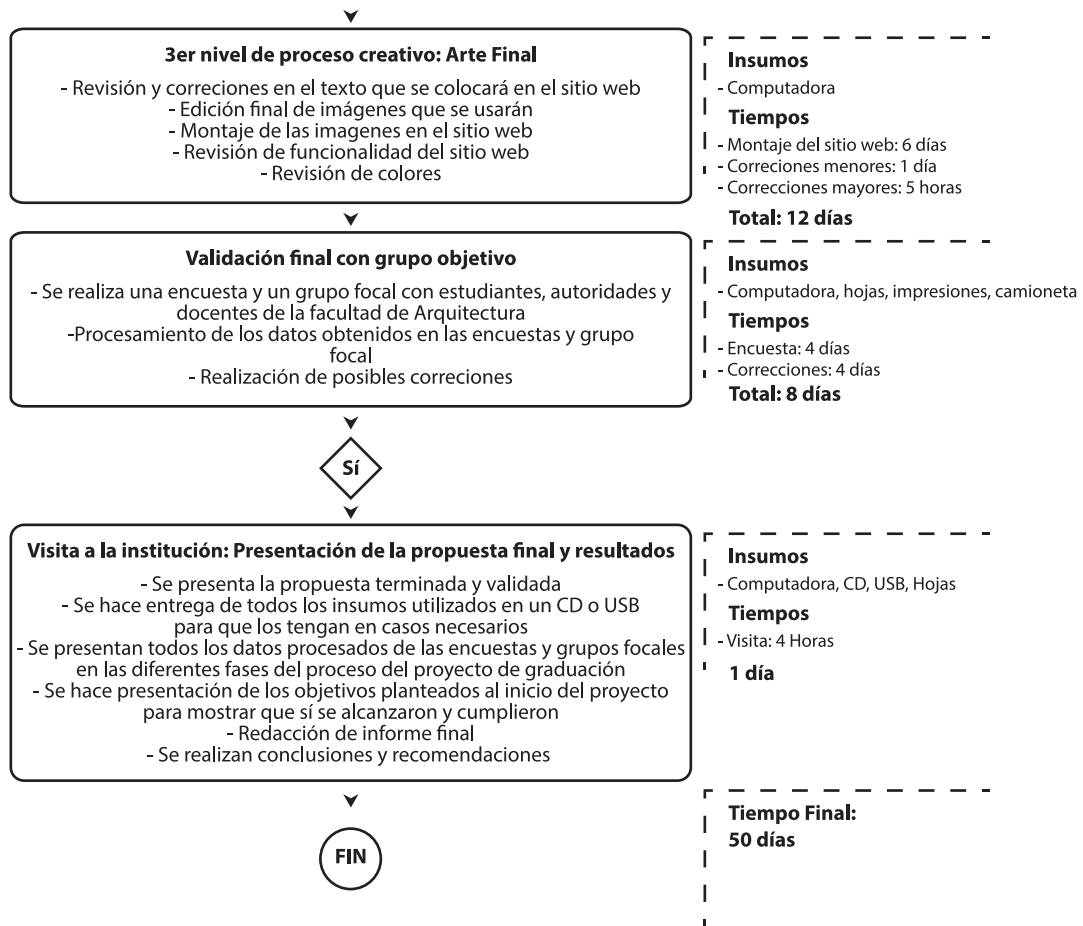 3er nivel de proceso creativo: Arte Final
- Revisión y correcciones en el texto que se colocará en el sitio web
- Edición final de imágenes que se usarán
- Montaje de las imagenes en el sitio web
- Revisión de funcionalidad del sitio web
- Revisión de colores
Insumos
- Computadora
Tiempos
- Montaje del sitio web: 6 días
- Correciones menores: 1 día
- Correcciones mayores: 5 horas
Total: 12 días
Validación final con grupo objetivo
- Se realiza una encuesta y un grupo focal con estudiantes, autoridades y
docentes de la facultad de Arquitectura
-Procesamiento de los datos obtenidos en las encuestas y grupo
focal
- Realización de posibles correciones
Insumos
- Computadora, hojas, impresiones, camioneta
Tiempos
- Encuesta: 4 días
- Correcciones: 4 días
Total: 8 días
Sí
Visita a la institución: Presentación de la propuesta final y resultados
- Se presenta la propuesta terminada y validada
- Se hace entrega de todos los insumos utilizados en un CD o USB
para que los tengan en casos necesarios
- Se presentan todos los datos procesados de las encuestas y grupos focales
en las diferentes fases del proceso del proyecto de graduación
- Se hace presentación de los objetivos planteados al inicio del proyecto
para mostrar que sí se alcanzaron y cumplieron
- Redacción de informe final
- Se realizan conclusiones y recomendaciones
Insumos
- Computadora, CD, USB, Hojas
Tiempos
- Visita: 4 Horas
1 día
FIN
Tiempo Final:
50 días